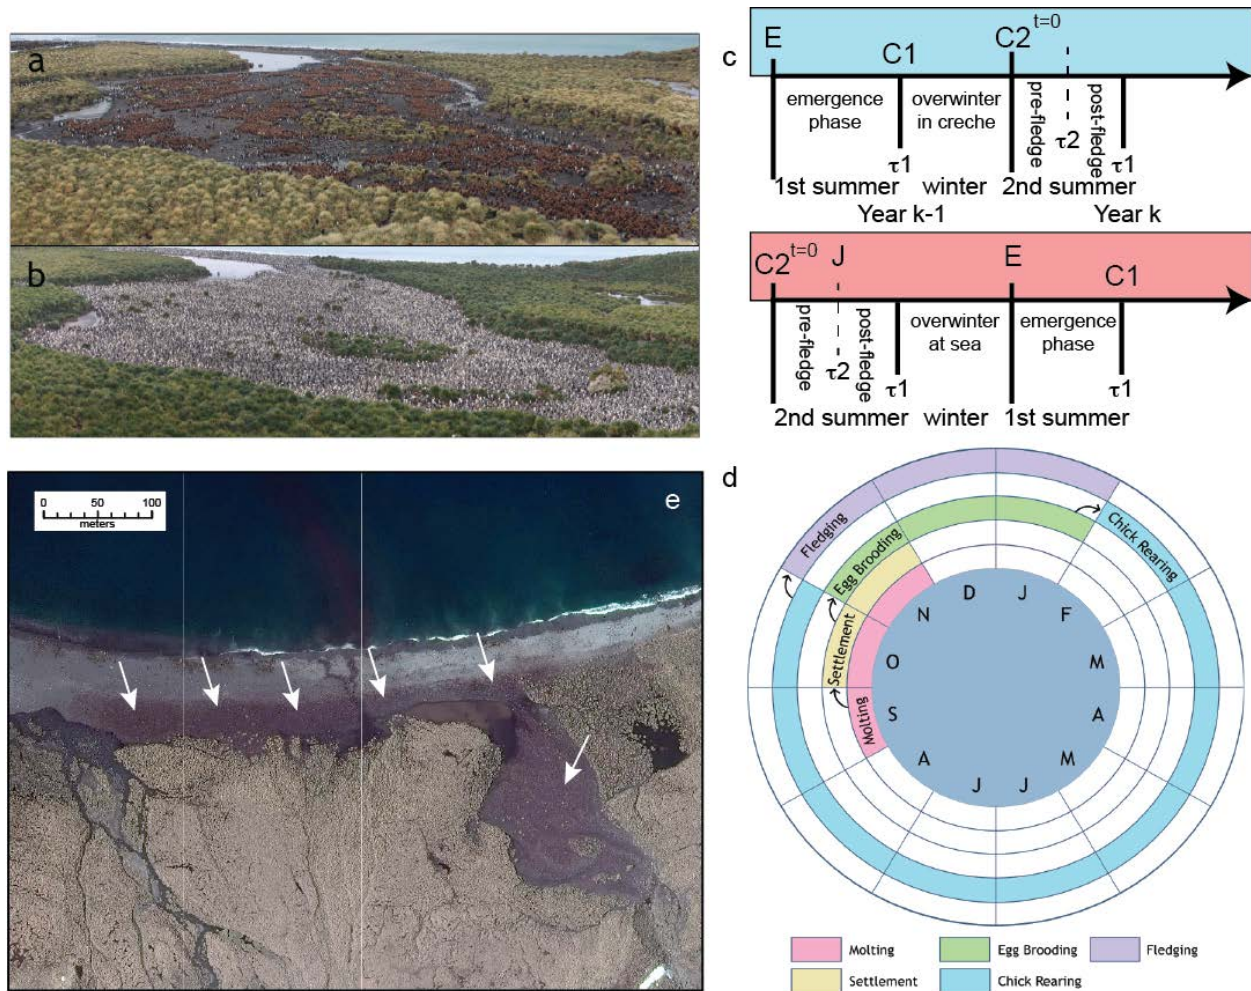 a
b
c
E
C1
C2 t=0
emergence
phase
overwinter
in creche
pre-fledge
τ2
post-fledge
τ1
τ1
1st summer
winter
2nd summer
Year k-1
Year k
C2 t=0
J
E
C1
pre-fledge
τ2
post-fledge
τ1
overwinter
at sea
emergence
phase
τ1
2nd summer
winter
1st summer
d
Fledging
Egg Brooding
Chick Rearing
Settlement
Molting
J
F
M
A
M
J
J
A
S
O
N
D
Molting
Egg Brooding
Fledging
Settlement
Chick Rearing
e
0 50 100
meters